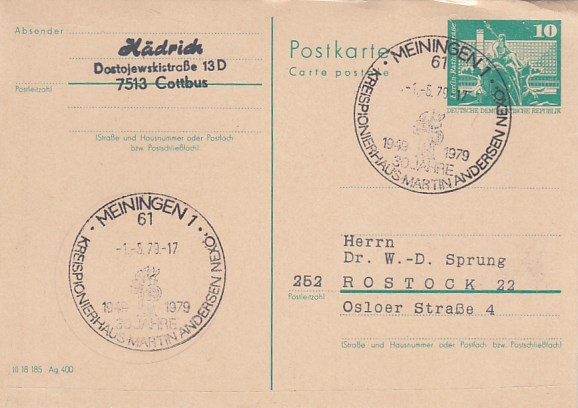 Absender
Hädrich
Dostojewskistraße 13 D
7513 Cottbus
Postleitzahl
(Straße und Hausnummer oder Postfach
bzw. Postschließfach)
MEININGEN 1
61
-1.-6.79.-17
1949 1979
30 JAHRE
KREISPIONIERHAUS·MARTIN ANDERSEN NEXÖ
III 18 185 Ag 400
Postkarte
Carte postale
10
DEUTSCHE DEMOKRATISCHE REPUBLIK
MEININGEN 1
61
-1.-6.79.-17
1949 1979
30 JAHRE
KREISPIONIERHAUS·MARTIN ANDERSEN NEXÖ
Herrn
Dr. W.-D. Sprung
252 ROSTOCK 22
Postleitzahl
Osloer Straße 4
(Straße und Hausnummer oder Postfach bzw. Postschließfach)